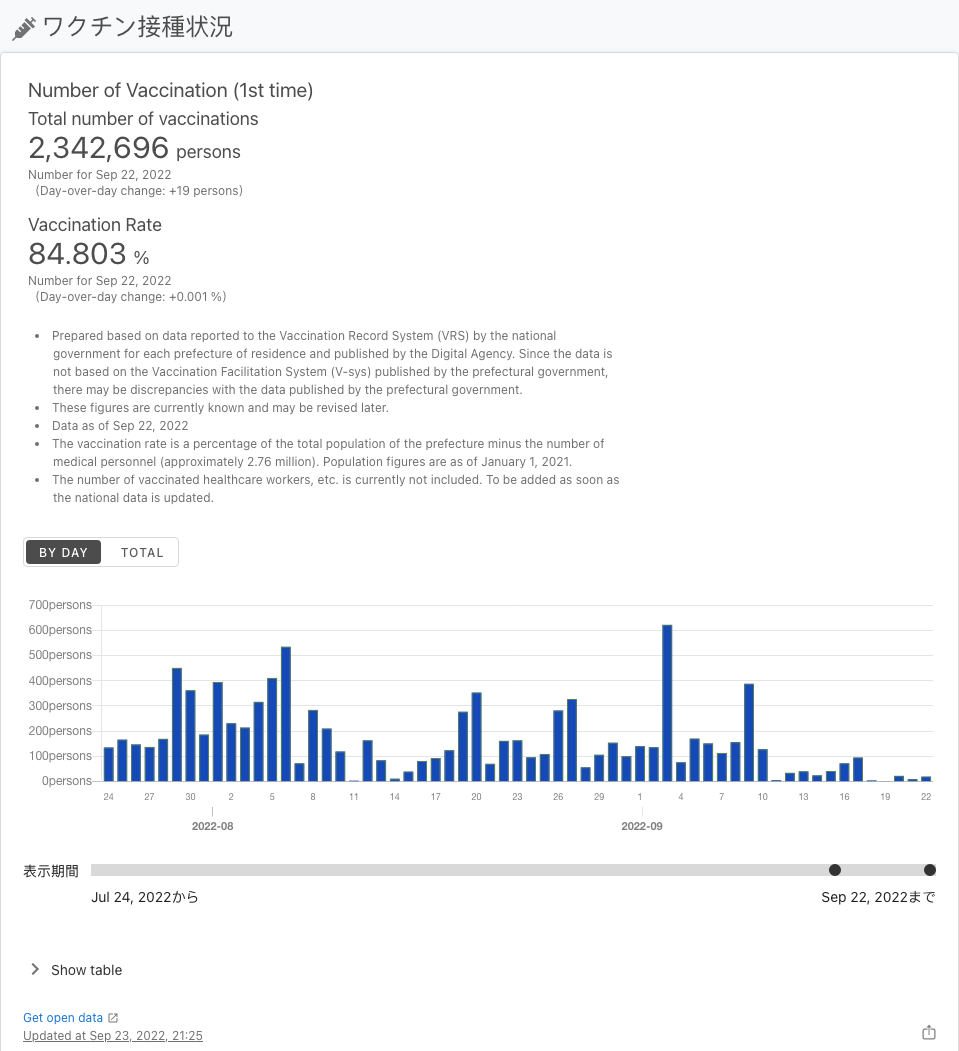 ワクチン接種状況
Number of Vaccination (1st time)
Total number of vaccinations
2,342,696 persons
Number for Sep 22, 2022
(Day-over-day change: +19 persons)
Vaccination Rate
84.803 %
Number for Sep 22, 2022
(Day-over-day change: +0.001 %)
• Prepared based on data reported to the Vaccination Record System (VRS) by the national
government for each prefecture of residence and published by the Digital Agency. Since the data is
not based on the Vaccination Facilitation System (V-sys) published by the prefectural government,
there may be discrepancies with the data published by the prefectural government.
• These figures are currently known and may be revised later.
• Data as of Sep 22, 2022
• The vaccination rate is a percentage of the total population of the prefecture minus the number of
medical personnel (approximately 2.76 million). Population figures are as of January 1, 2021.
• The number of vaccinated healthcare workers, etc. is currently not included. To be added as soon as
the national data is updated.
BY DAY TOTAL
700persons
600persons
500persons
400persons
300persons
200persons
100persons
0persons
24 27 30 2 5 8 11 14 17 20 23 26 29 1 4 7 10 13 16 19 22
2022-08 2022-09
表示期間
Jul 24, 2022から Sep 22, 2022まで
Show table
Get open data
Updated at Sep 23, 2022, 21:25